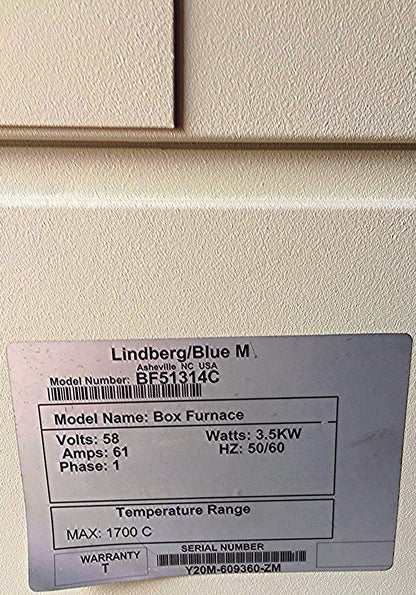 Lindberg/Blue M
Asheville NC USA
Model Number: BF51314C
Model Name: Box Furnace
Volts: 58 Watts: 3.5KW
Amps: 61 HZ: 50/60
Phase: 1
Temperature Range
MAX: 1700 C
WARRANTY
T
SERIAL NUMBER
Y20M-609360-ZM